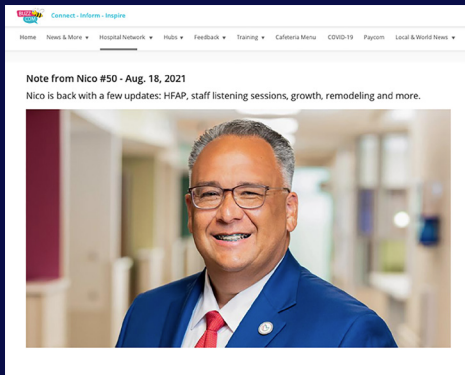 BUZZ
Connect - Inform - Inspire
Home News & More Hospital Network Hubs Feedback Training Cafeteria Menu COVID-19 Paycom Local & World News
Note from Nico #50 - Aug. 18, 2021
Nico is back with a few updates: HFAP, staff listening sessions, growth, remodeling and more.